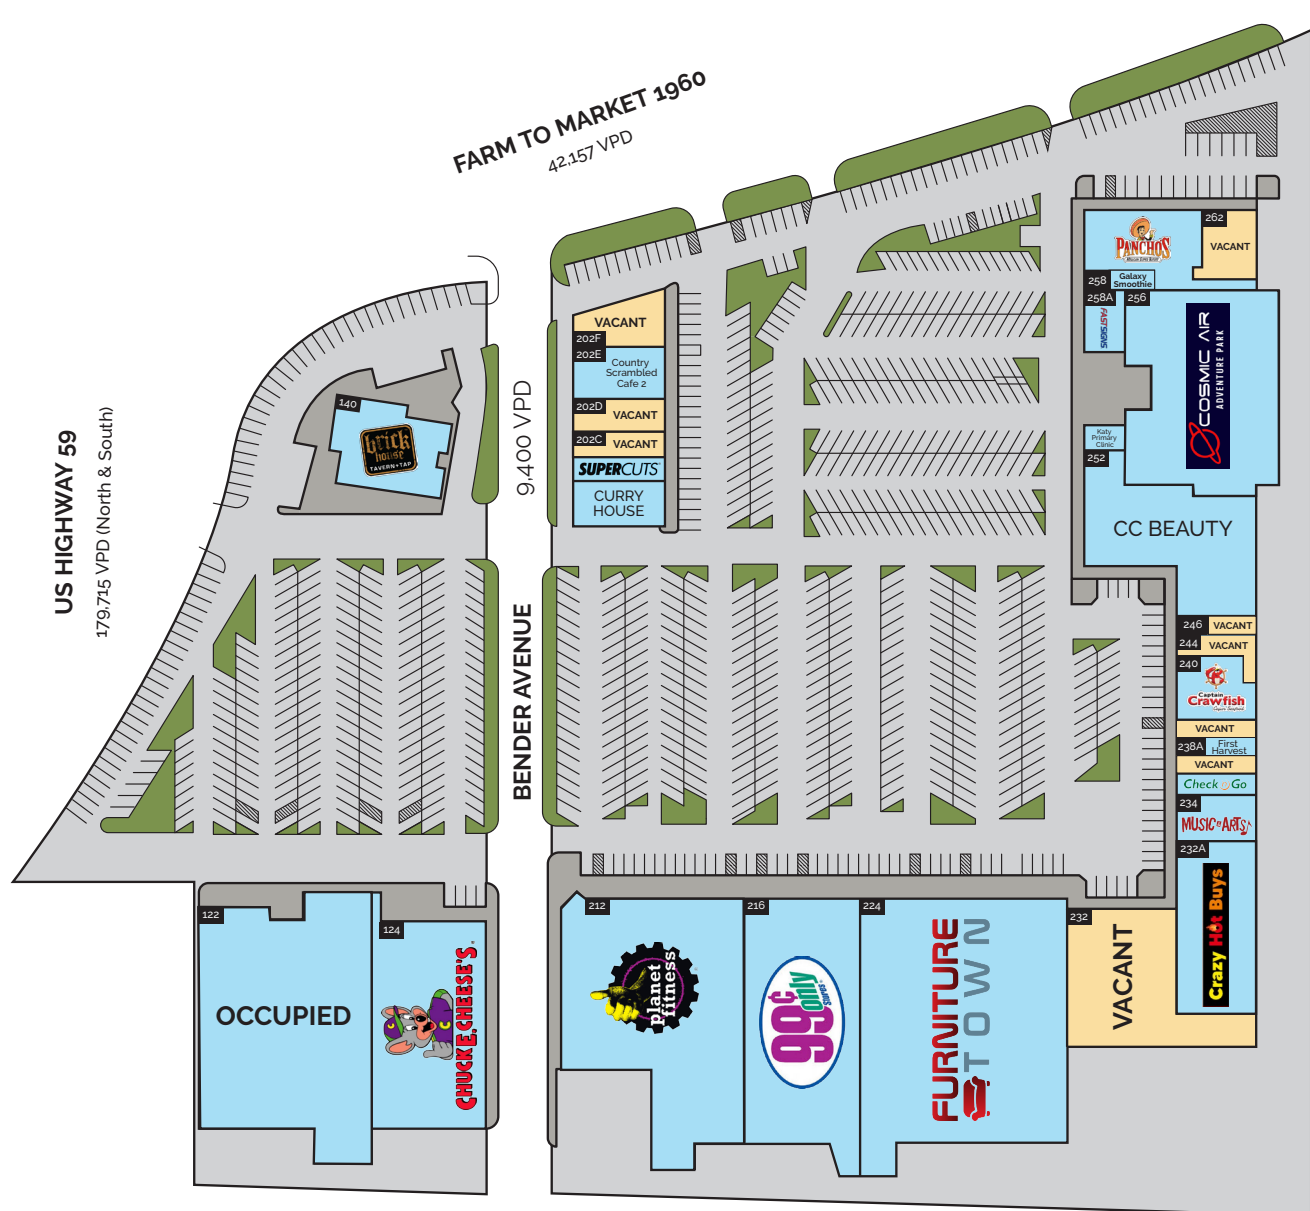 FARM TO MARKET 1960
42,157 VPD
US HIGHWAY 59
179,715 VPD (North & South)
9,400 VPD
BENDER AVENUE
140
brick
house
TAVERN+TAP
VACANT
202F
202E
Country
Scrambled
Cafe 2
202D
VACANT
202C
VACANT
SUPERCUTS
CURRY
HOUSE
PANCHOS
262
VACANT
258
Galaxy
Smoothie
258A
256
FASTSIGNS
COSMIC AIR
ADVENTURE PARK
Katy
Primary
Clinic
252
CC BEAUTY
246
VACANT
244
VACANT
240
Captain
Crawfish
VACANT
238A
First
Harvest
VACANT
Check Go
234
MUSIC & ARTS
232A
Crazy Hot Buys
232
VACANT
122
OCCUPIED
124
CHUCK E. CHEESE'S
212
planet
fitness
216
99¢
only
Stores
224
FURNITURE
TOWN